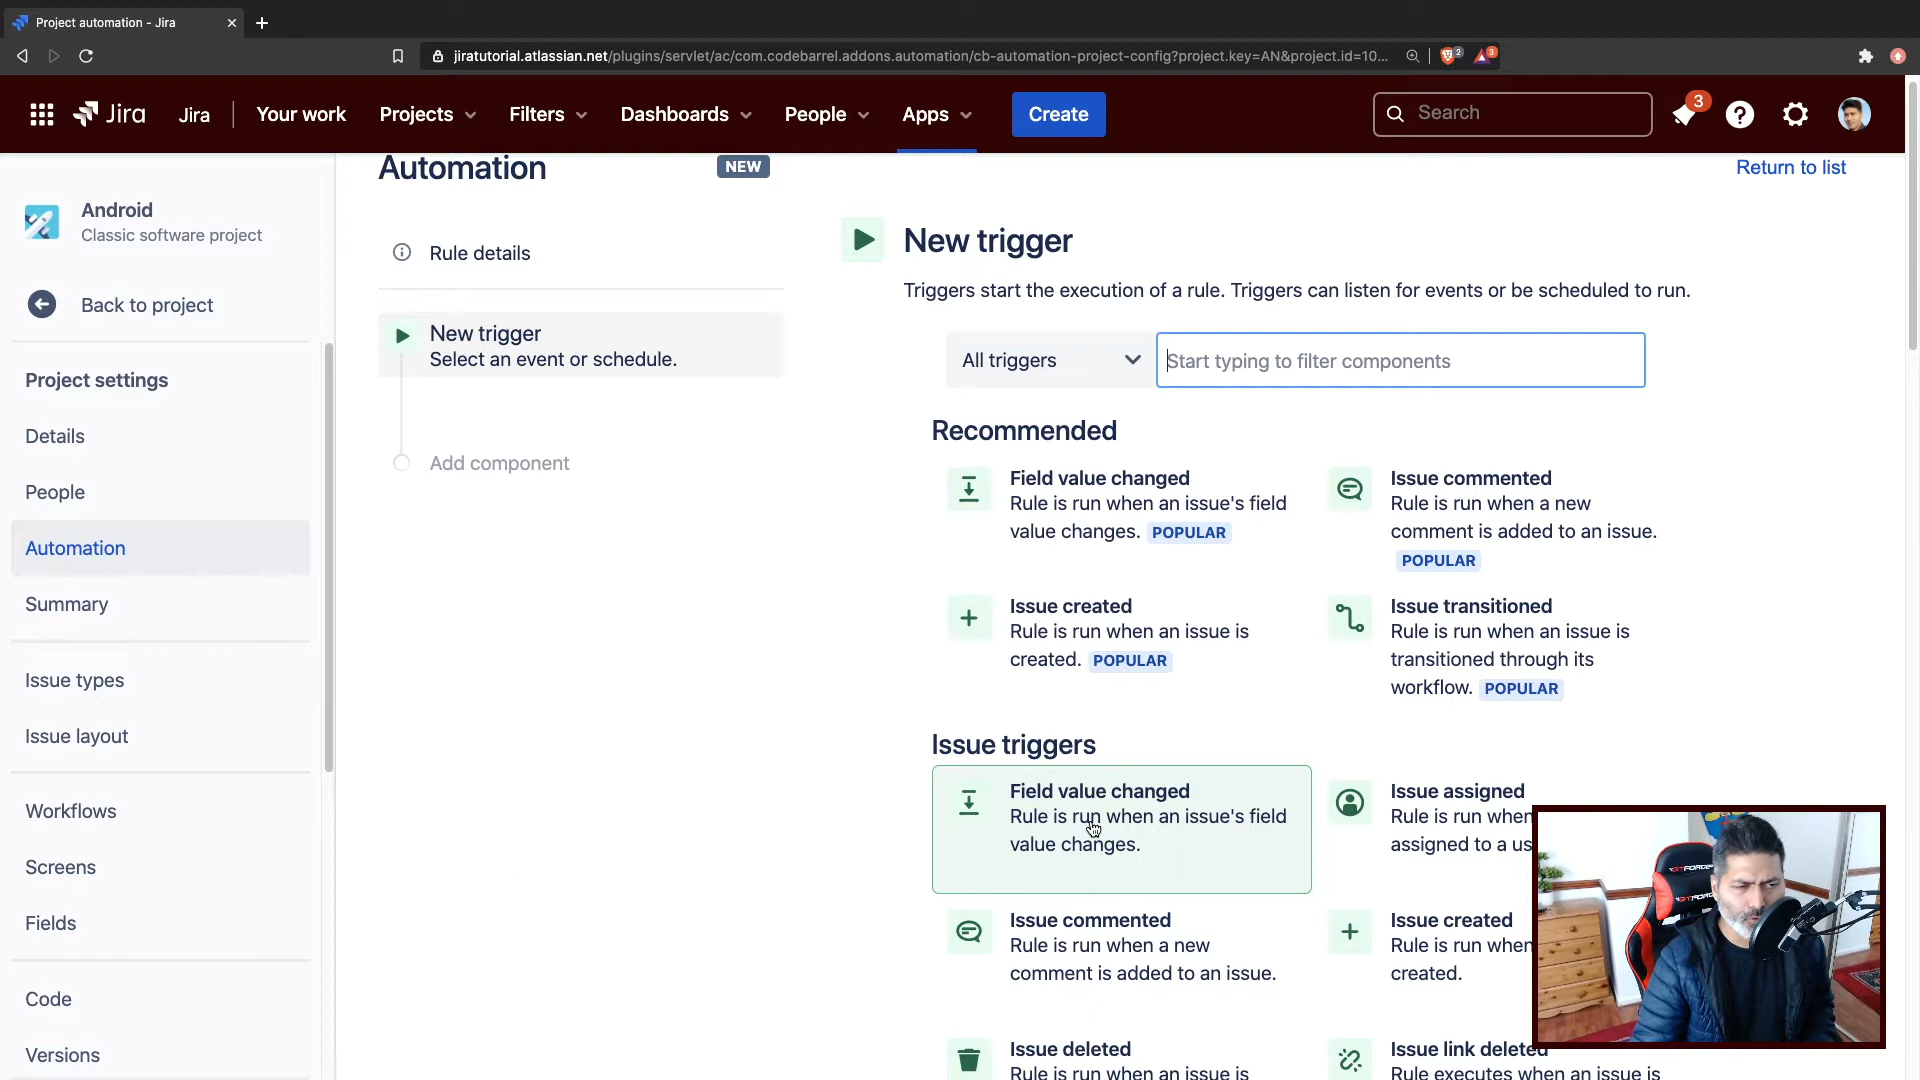 Project automation - Jira
jiratutorial.atlassian.net/plugins/servlet/ac/com.codebarrel.addons.automation/cb-automation-project-config?project.key=AN&project.id=10...
2
3
Jira
Jira
Your work
Projects
Filters
Dashboards
People
Apps
Create
Search
3
Automation
NEW
Return to list
Android
Classic software project
Back to project
Project settings
Details
People
Automation
Summary
Issue types
Issue layout
Workflows
Screens
Fields
Code
Versions
Rule details
New trigger
Select an event or schedule.
Add component
New trigger
Triggers start the execution of a rule. Triggers can listen for events or be scheduled to run.
All triggers
Start typing to filter components
Recommended
Field value changed
Rule is run when an issue's field
value changes. POPULAR
Issue commented
Rule is run when a new
comment is added to an issue.
POPULAR
Issue created
Rule is run when an issue is
created. POPULAR
Issue transitioned
Rule is run when an issue is
transitioned through its
workflow. POPULAR
Issue triggers
Field value changed
Rule is run when an issue's field
value changes.
Issue assigned
Rule is run when
assigned to a us
Issue commented
Rule is run when a new
comment is added to an issue.
Issue created
Rule is run when
created.
Issue deleted
Rule is run when an issue is
Issue link deleted
Rule executes when an issue is